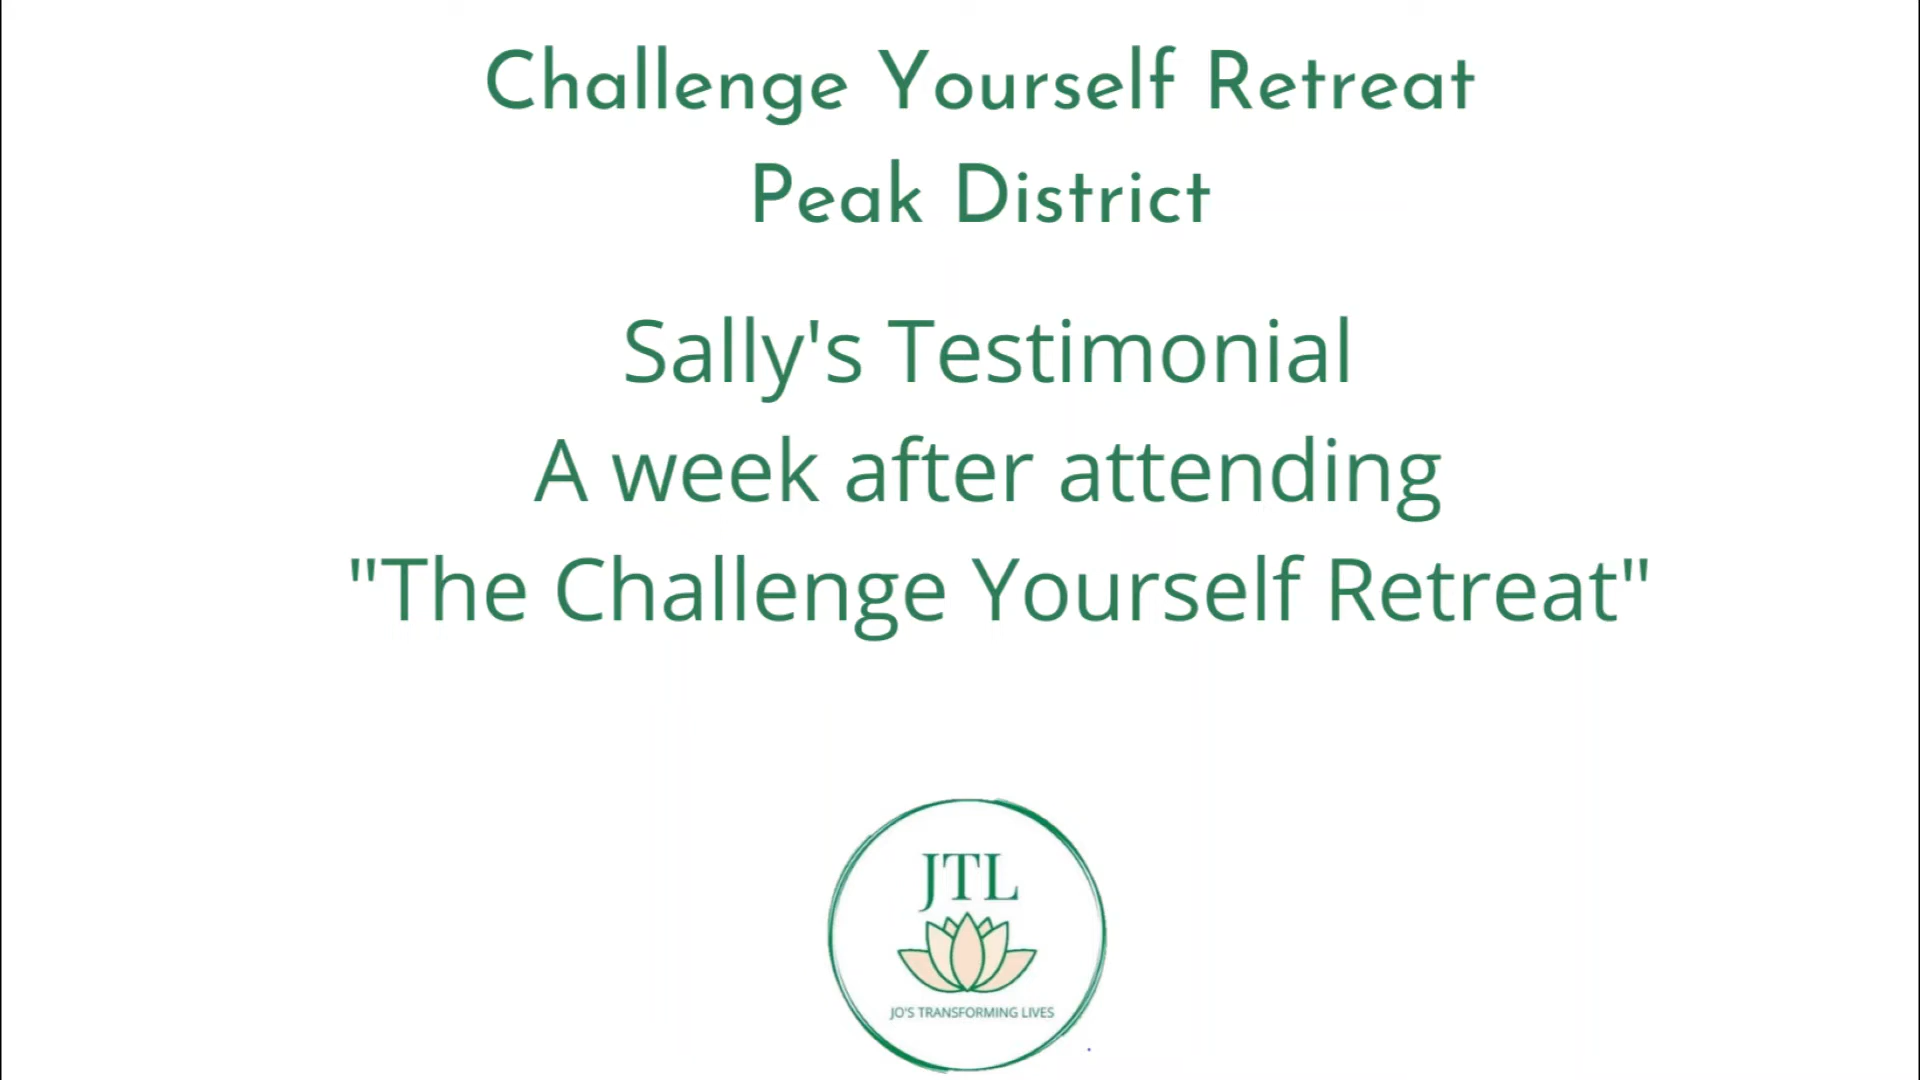 Challenge Yourself Retreat
Peak District
Sally's Testimonial
A week after attending
"The Challenge Yourself Retreat"
JTL
JO'S TRANSFORMING LIVES